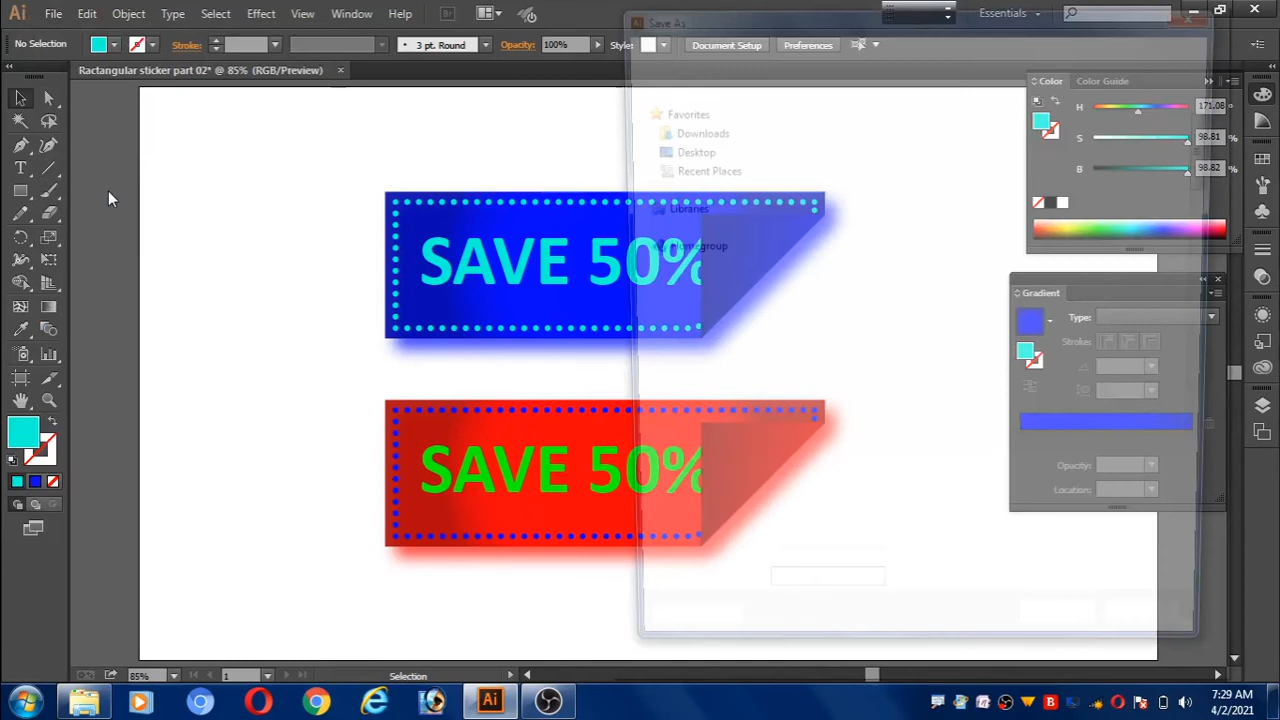 Ai File Edit Object Type Select Effect View Window Help Br Save As Essentials
No Selection Stroke: 3 pt. Round Opacity: 100% Style: Document Setup Preferences
Ractangular sticker part 02* @ 85% (RGB/Preview)
Color Color Guide
H 171.08 °
S 98.81 %
B 98.82 %
Favorites
Downloads
Desktop
Recent Places
Libraries
Homegroup
SAVE 50%
SAVE 50%
Gradient
Type:
Stroke:
Opacity:
Location:
85% 1 Selection
Ai
7:29 AM
4/2/2021